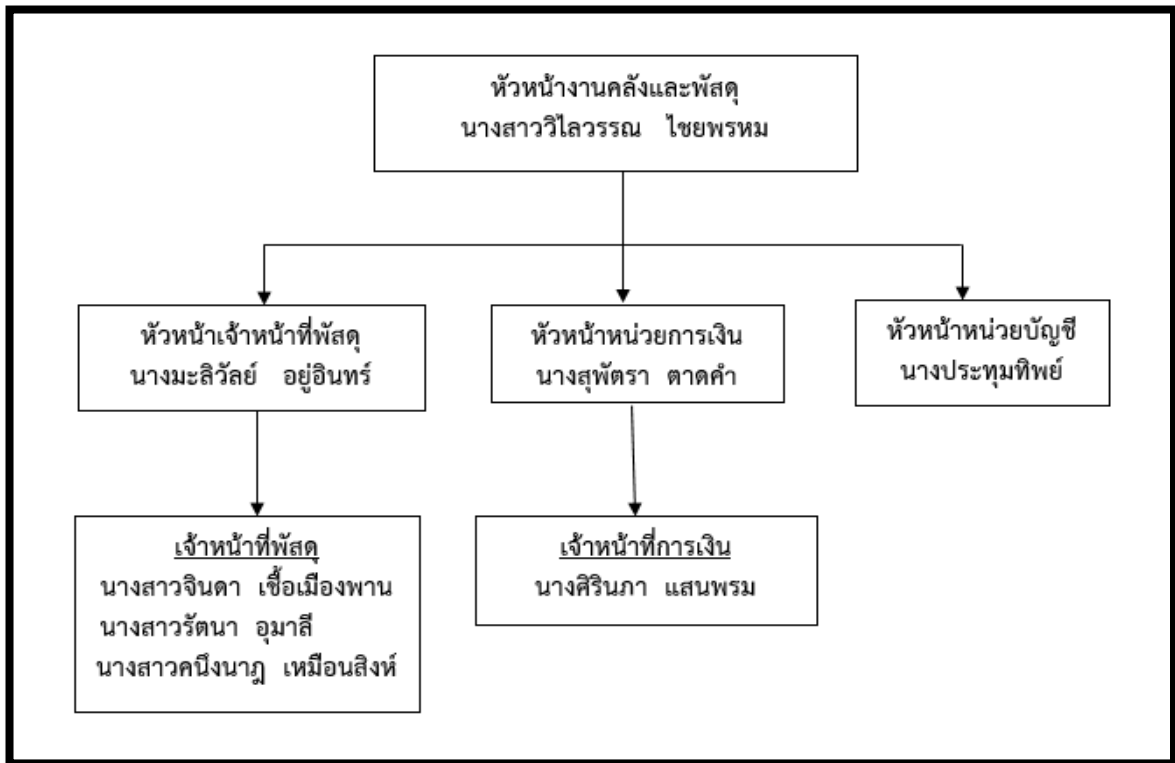 หัวหน้างานคลังและพัสดุ
นางสาววิไลวรรณ ไชยพรหม
หัวหน้าเจ้าหน้าที่พัสดุ
นางมะลิวัลย์ อยู่อินทร์
หัวหน้าหน่วยการเงิน
นางสุพัตรา ตาดคำ
หัวหน้าหน่วยบัญชี
นางประทุมทิพย์
เจ้าหน้าที่พัสดุ
นางสาวจินดา เชื้อเมืองพาน
นางสาวรัตนา อุมาลี
นางสาวคนึงนาฎ เหมือนสิงห์
เจ้าหน้าที่การเงิน
นางศิรินภา แสนพรม